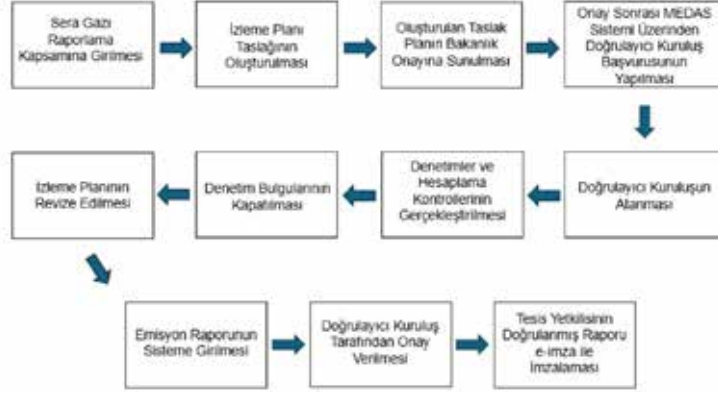 Sera Gazı
Raporlama
Kapsamına Girilmesi
İzleme Planı
Taslağının
Oluşturulması
Oluşturulan Taslak
Planın Bakanlık
Onayına Sunulması
Onay Sonrası MEDAS
Sistemi Üzerinden
Doğrulayıcı Kuruluş
Başvurusunun
Yapılması
Doğrulayıcı Kuruluşun
Atanması
Denetimler ve
Hesaplama
Kontrollerinin
Gerçekleştirilmesi
Denetim Bulgularının
Kapatılması
İzleme Planının
Revize Edilmesi
Emisyon Raporunun
Sisteme Girilmesi
Doğrulayıcı Kuruluş
Tarafından Onay
Verilmesi
Tesis Yetkilisinin
Doğrulanmış Raporu
e-imza ile
İmzalaması